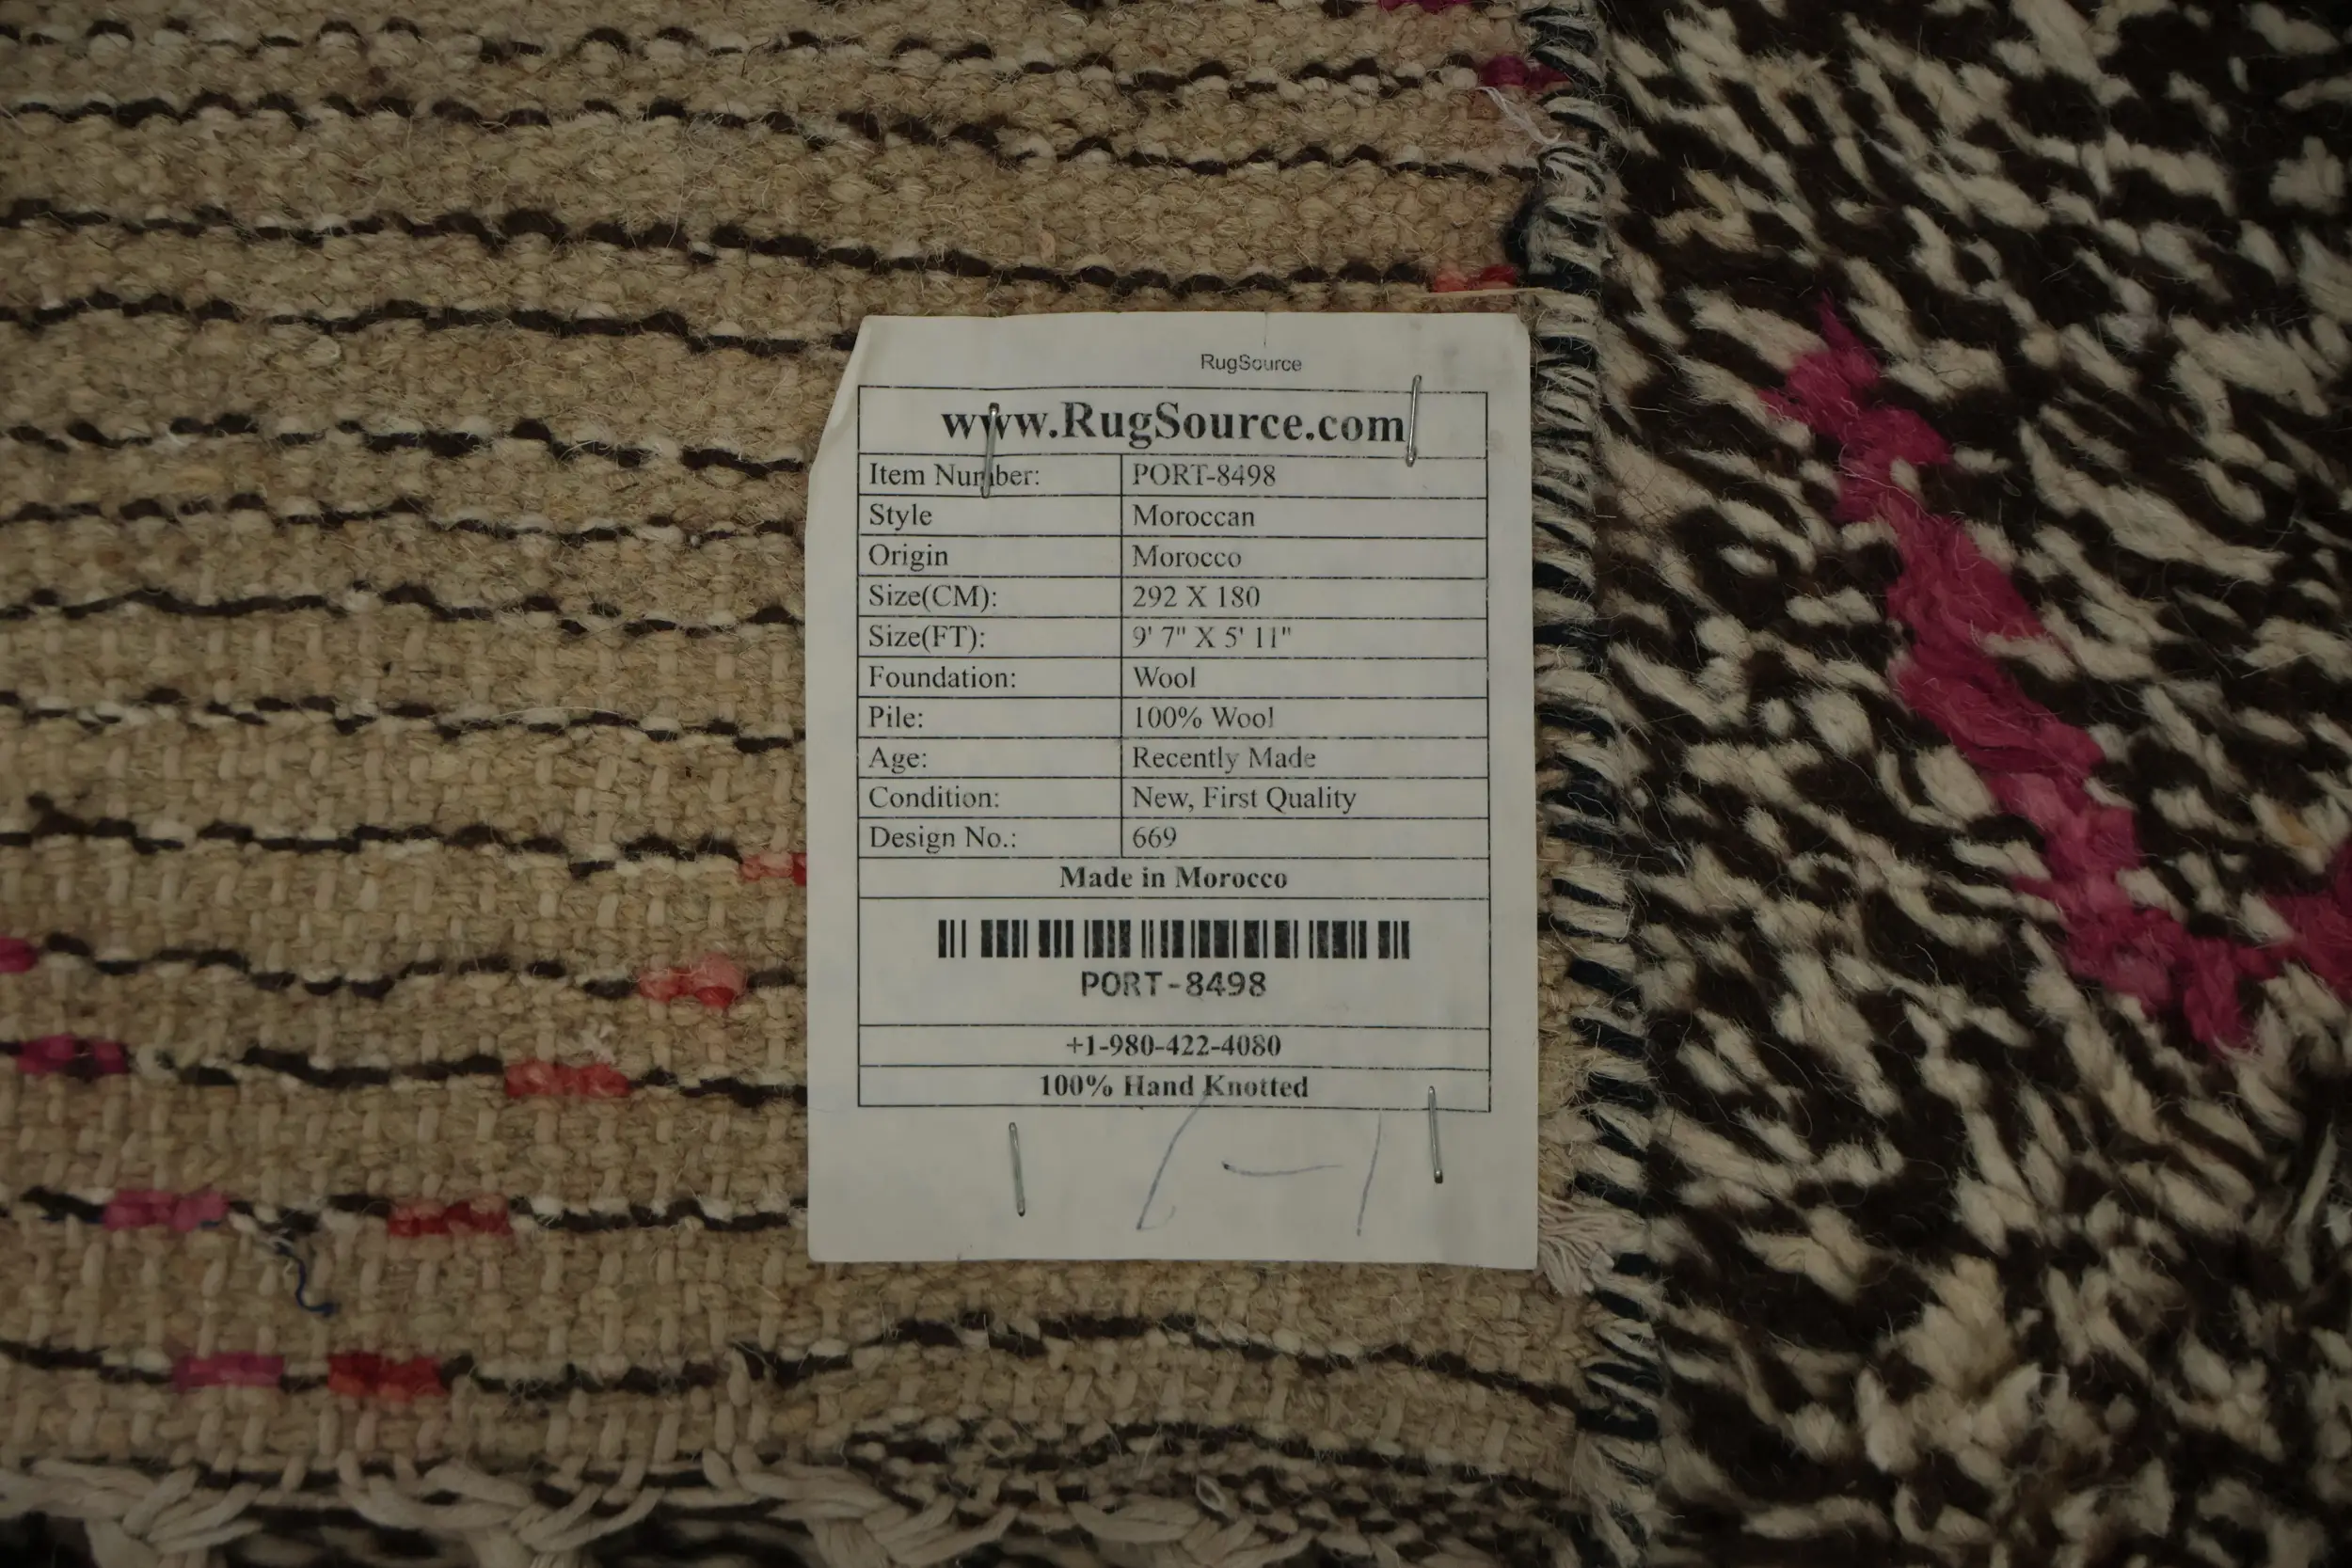 RugSource
www.RugSource.com
Item Number: PORT-8498
Style Moroccan
Origin Morocco
Size(CM): 292 X 180
Size(FT): 9' 7" X 5' 11"
Foundation: Wool
Pile: 100% Wool
Age: Recently Made
Condition: New, First Quality
Design No.: 669
Made in Morocco
PORT-8498
+1-980-422-4080
100% Hand Knotted